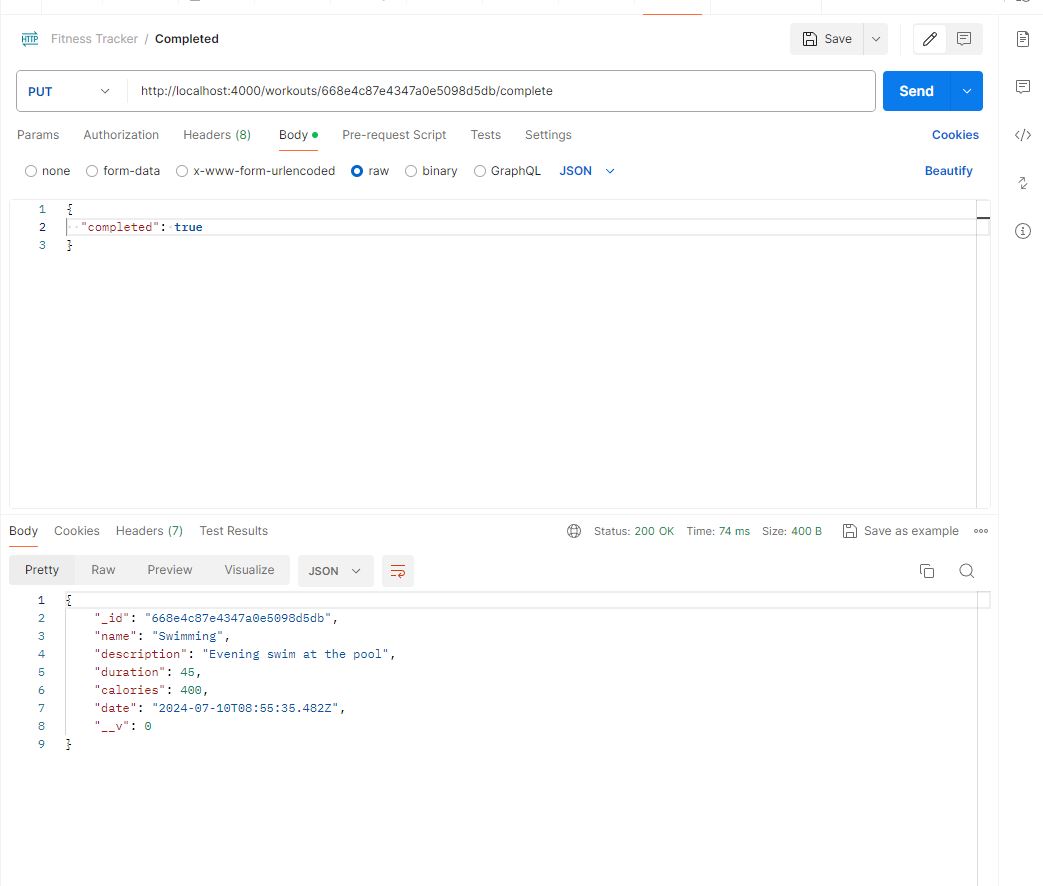 HTTP Fitness Tracker / Completed Save
PUT http://localhost:4000/workouts/668e4c87e4347a0e5098d5db/complete Send
Params Authorization Headers (8) Body Pre-request Script Tests Settings Cookies
none form-data x-www-form-urlencoded raw binary GraphQL JSON Beautify
1 {
2 "completed": true
3 }
Body Cookies Headers (7) Test Results Status: 200 OK Time: 74 ms Size: 400 B Save as example
Pretty Raw Preview Visualize JSON
1 {
2 "_id": "668e4c87e4347a0e5098d5db",
3 "name": "Swimming",
4 "description": "Evening swim at the pool",
5 "duration": 45,
6 "calories": 400,
7 "date": "2024-07-10T08:55:35.482Z",
8 "__v": 0
9 }